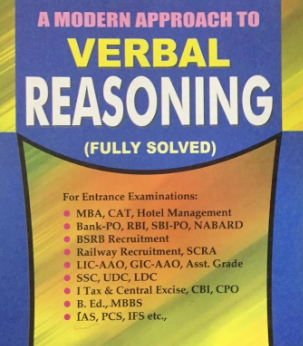 A MODERN APPROACH TO
VERBAL
REASONING
(FULLY SOLVED)
For Entrance Examinations:
• MBA, CAT, Hotel Management
• Bank-PO, RBI, SBI-PO, NABARD
• BSRB Recruitment
• Railway Recruitment, SCRA
• LIC-AAO, GIC-AAO, Asst. Grade
• SSC, UDC, LDC
• I Tax & Central Excise, CBI, CPO
• B. Ed., MBBS
• IAS, PCS, IFS etc.,